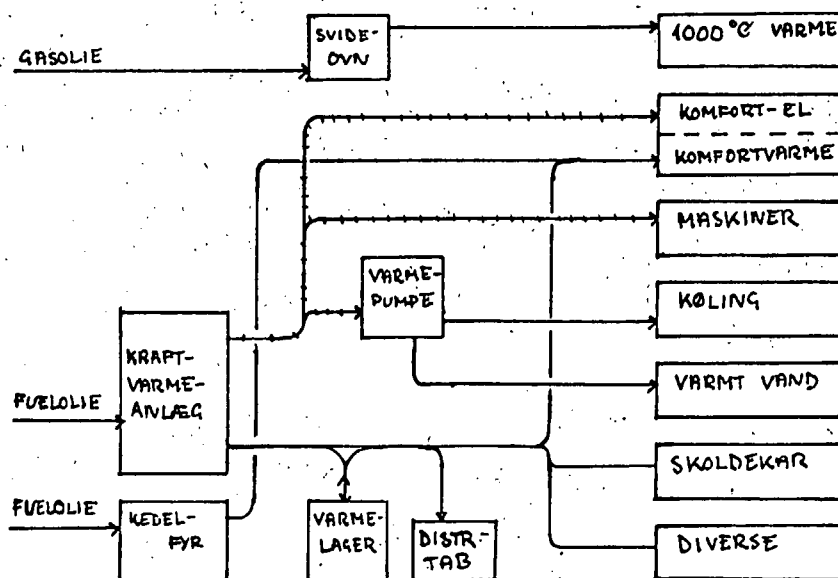 GASOLIE
SVIDE-
OVN
1000°C VARME
KOMFORT-EL
KOMFORTVARME
MASKINER
VARME-
PUMPE
KØLING
KRAFT-
VARME-
ANLÆG
VARMT VAND
FUELOLIE
SKOLDEKAR
FUELOLIE
KEDEL-
FYR
VARME-
LAGER
DISTR.-
TAB
DIVERSE